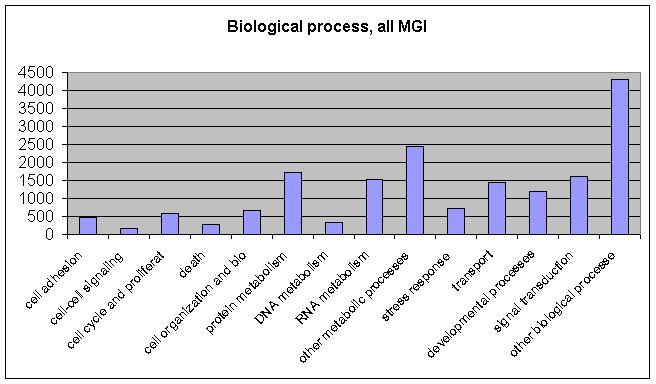 Biological process, all MGI
4500
4000
3500
3000
2500
2000
1500
1000
500
0
cell adhesion
cell-cell signaling
cell cycle and proliferat
death
cell organization and bio
protein metabolism
DNA metabolism
RNA metabolism
other metabolic processes
stress response
transport
developmental processes
signal transduction
other biological processe